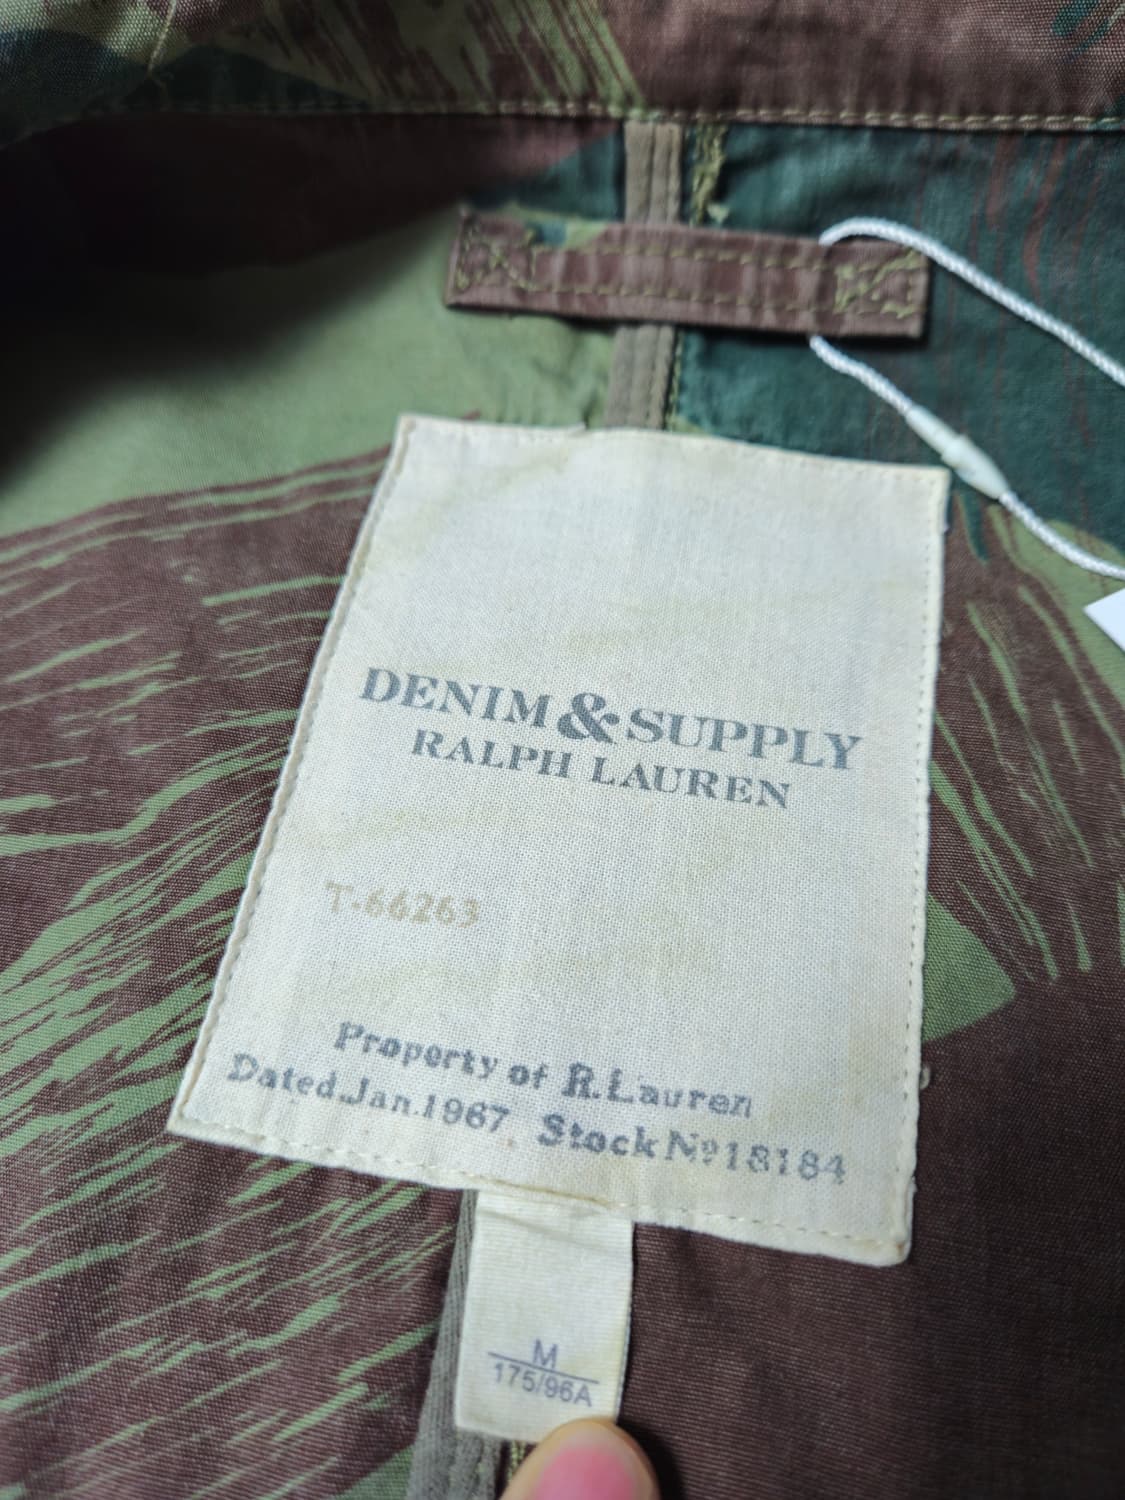 DENIM & SUPPLY
RALPH LAUREN
T-66263
Property of R.Lauren
Dated.Jan.1967 Stock Nº18184
M
175/96A